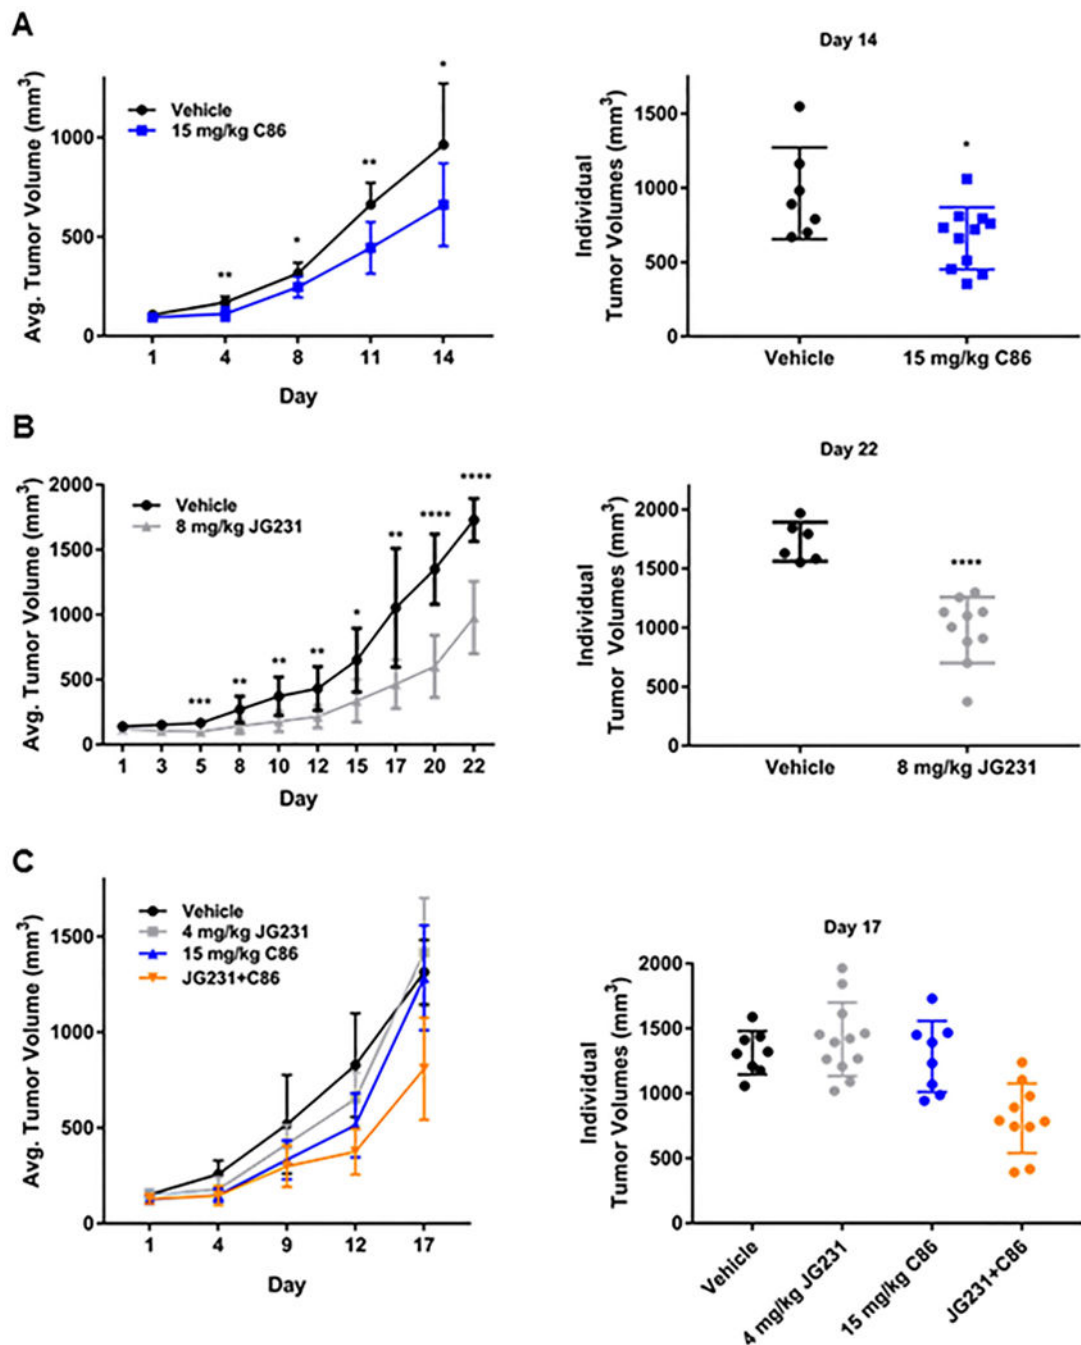 A
Avg. Tumor Volume (mm3)
1000
500
0
Vehicle
15 mg/kg C86
**
*
**
*
1 4 8 11 14
Day
Day 14
Individual
Tumor Volumes (mm3)
1500
1000
500
0
*
Vehicle 15 mg/kg C86
B
Avg. Tumor Volume (mm3)
2000
1500
1000
500
0
Vehicle
8 mg/kg JG231
***
**
**
**
*
**
****
****
1 3 5 8 10 12 15 17 20 22
Day
Day 22
Individual
Tumor Volumes (mm3)
2000
1500
1000
500
0
****
Vehicle 8 mg/kg JG231
C
Avg. Tumor Volume (mm3)
1500
1000
500
0
Vehicle
4 mg/kg JG231
15 mg/kg C86
JG231+C86
1 4 9 12 17
Day
Day 17
Individual
Tumor Volumes (mm3)
2000
1500
1000
500
0
Vehicle
4 mg/kg JG231
15 mg/kg C86
JG231+C86